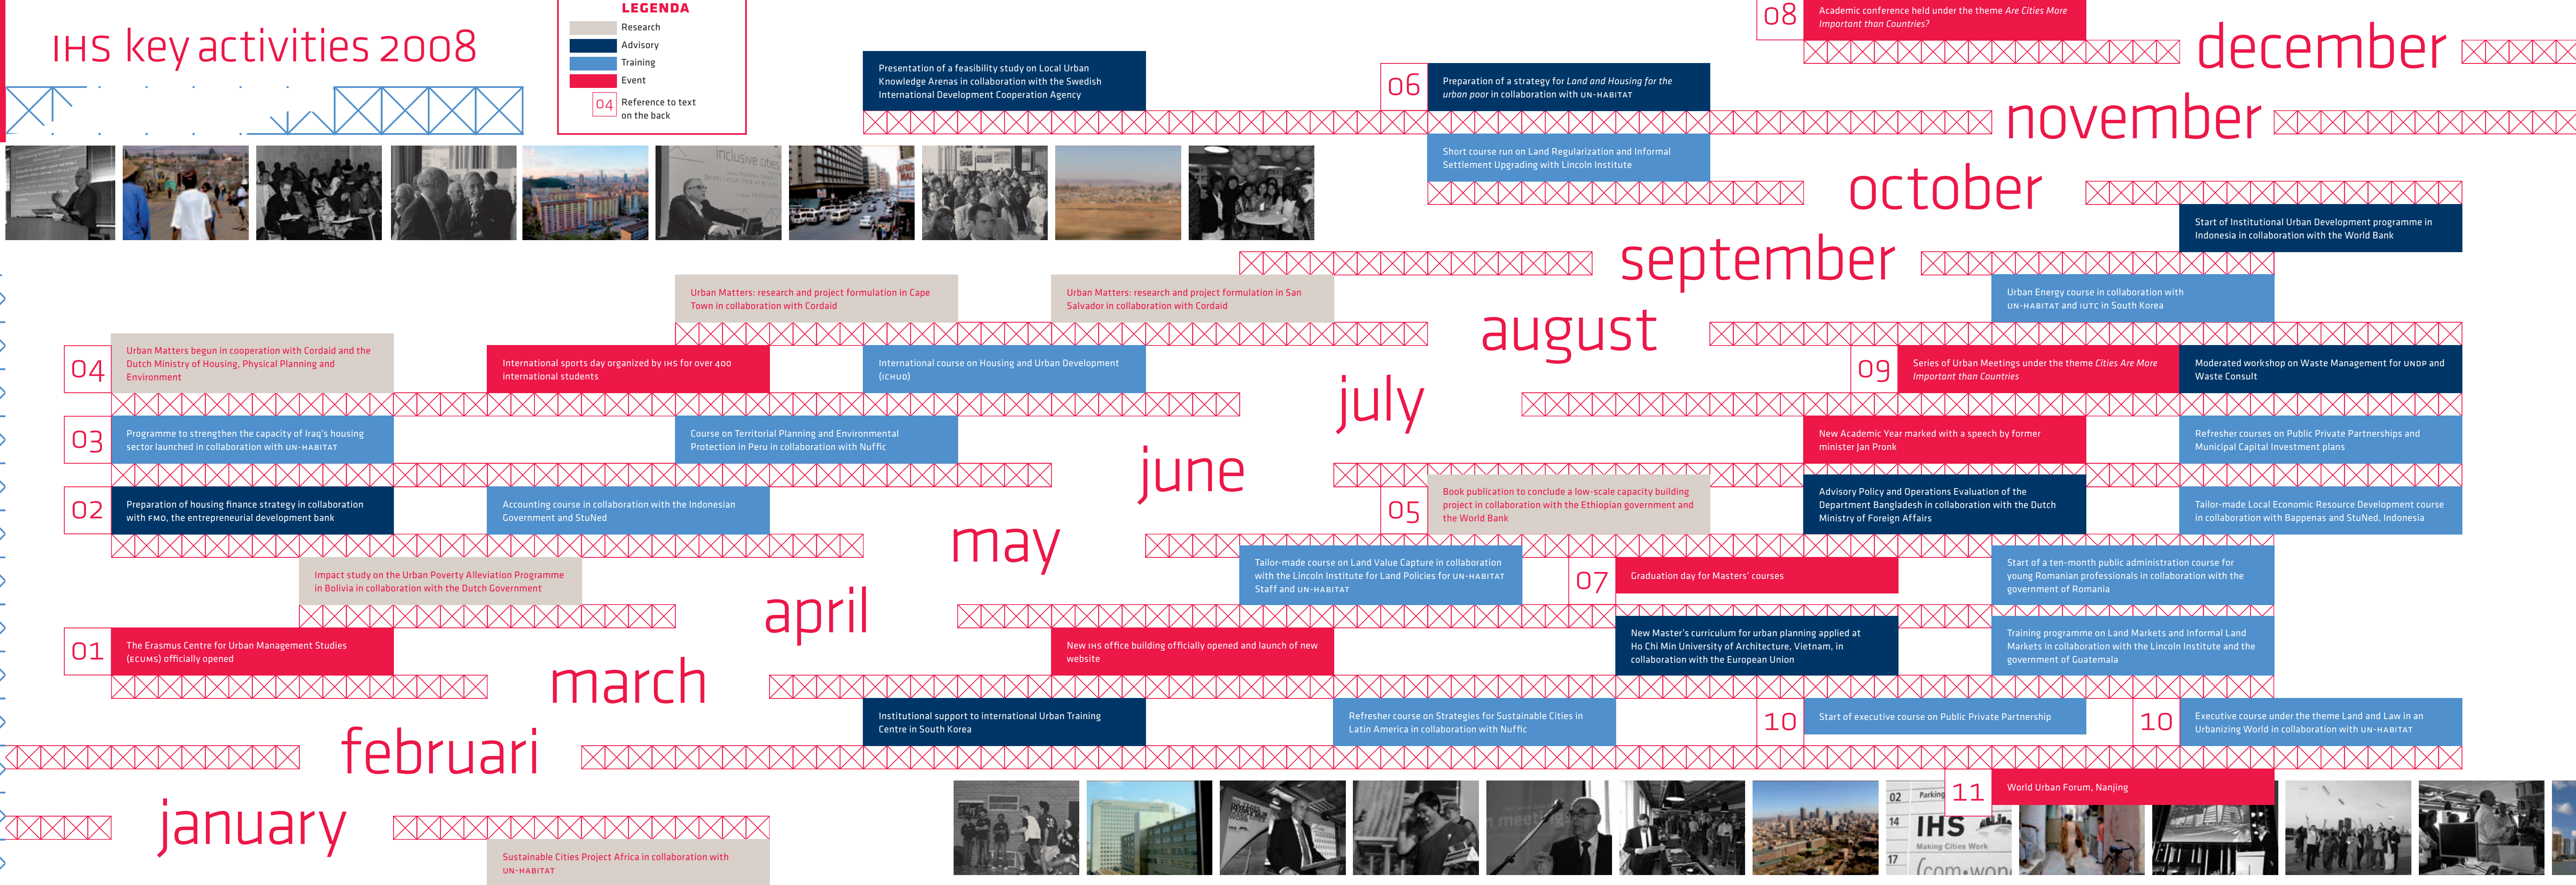 IHS key activities 2008
LEGENDA
Research
Advisory
Training
Event
04
Reference to text
on the back
08
Academic conference held under the theme Are Cities More
Important than Countries?
december
Presentation of a feasibility study on Local Urban
Knowledge Arenas in collaboration with the Swedish
International Development Cooperation Agency
06
Preparation of a strategy for Land and Housing for the
urban poor in collaboration with UN-HABITAT
november
Short course run on Land Regularization and Informal
Settlement Upgrading with Lincoln Institute
inclusive cities
october
Start of Institutional Urban Development programme in
Indonesia in collaboration with the World Bank
september
Urban Matters: research and project formulation in Cape
Town in collaboration with Cordaid
Urban Matters: research and project formulation in San
Salvador in collaboration with Cordaid
Urban Energy course in collaboration with
UN-HABITAT and IUTC in South Korea
august
04
Urban Matters begun in cooperation with Cordaid and the
Dutch Ministry of Housing, Physical Planning and
Environment
International sports day organized by IHS for over 400
international students
International course on Housing and Urban Development
(ICHUD)
09
Series of Urban Meetings under the theme Cities Are More
Important than Countries
Moderated workshop on Waste Management for UNDP and
Waste Consult
july
03
Programme to strengthen the capacity of Iraq's housing
sector launched in collaboration with UN-HABITAT
Course on Territorial Planning and Environmental
Protection in Peru in collaboration with Nuffic
New Academic Year marked with a speech by former
minister Jan Pronk
Refresher courses on Public Private Partnerships and
Municipal Capital Investment plans
june
02
Preparation of housing finance strategy in collaboration
with FMO, the entrepreneurial development bank
Accounting course in collaboration with the Indonesian
Government and StuNed
05
Book publication to conclude a low-scale capacity building
project in collaboration with the Ethiopian government and
the World Bank
Advisory Policy and Operations Evaluation of the
Department Bangladesh in collaboration with the Dutch
Ministry of Foreign Affairs
Tailor-made Local Economic Resource Development course
in collaboration with Bappenas and StuNed, Indonesia
may
Impact study on the Urban Poverty Alleviation Programme
in Bolivia in collaboration with the Dutch Government
Tailor-made course on Land Value Capture in collaboration
with the Lincoln Institute for Land Policies for UN-HABITAT
Staff and UN-HABITAT
07
Graduation day for Masters' courses
Start of a ten-month public administration course for
young Romanian professionals in collaboration with the
government of Romania
april
01
The Erasmus Centre for Urban Management Studies
(ECUMS) officially opened
New IHS office building officially opened and launch of new
website
New Master's curriculum for urban planning applied at
Ho Chi Min University of Architecture, Vietnam, in
collaboration with the European Union
Training programme on Land Markets and Informal Land
Markets in collaboration with the Lincoln Institute and the
government of Guatemala
march
Institutional support to international Urban Training
Centre in South Korea
Refresher course on Strategies for Sustainable Cities in
Latin America in collaboration with Nuffic
10
Start of executive course on Public Private Partnership
10
Executive course under the theme Land and Law in an
Urbanizing World in collaboration with UN-HABITAT
februari
11
World Urban Forum, Nanjing
january
Sustainable Cities Project Africa in collaboration with
UN-HABITAT
n meetings
02 Parking
14 IHS
Making Cities Work
17